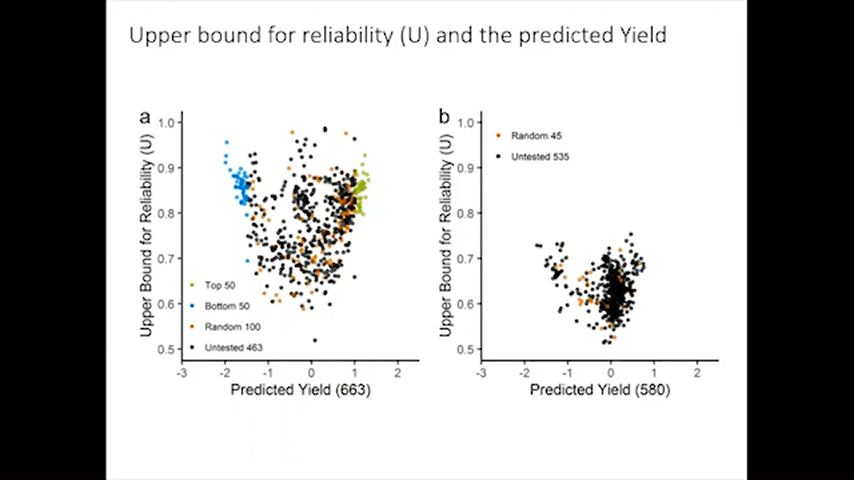 Upper bound for reliability (U) and the predicted Yield
a
Upper Bound for Reliability (U)
1.0
0.9
0.8
0.7
0.6
0.5
Top 50
Bottom 50
Random 100
Untested 463
-3 -2 -1 0 1 2
Predicted Yield (663)
b
Upper Bound for Reliability (U)
1.0
0.9
0.8
0.7
0.6
0.5
Random 45
Untested 535
-3 -2 -1 0 1 2
Predicted Yield (580)